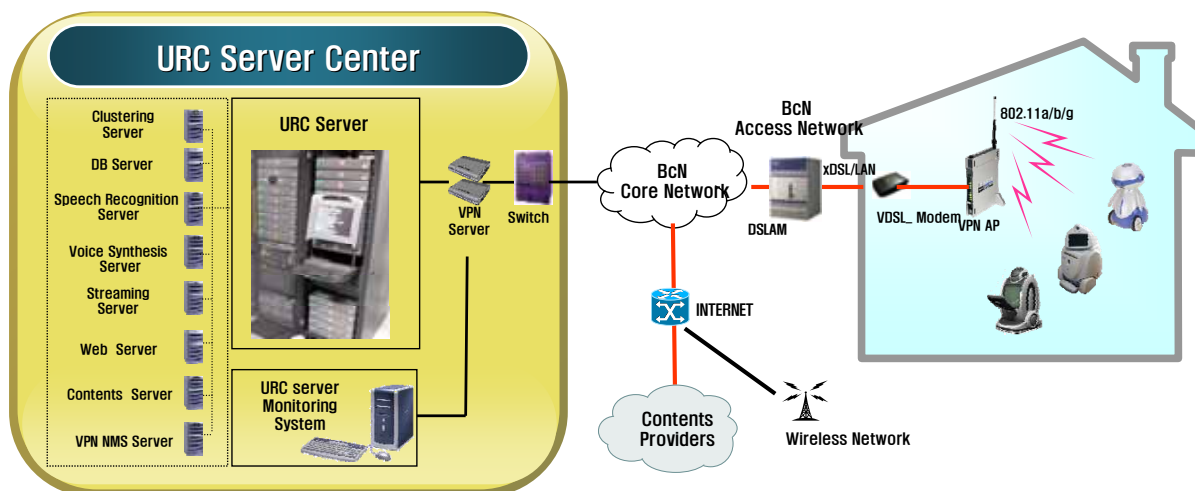 URC Server Center
Clustering
Server
DB Server
Speech Recognition
Server
Voice Synthesis
Server
Streaming
Server
Web Server
Contents Server
VPN NMS Server
URC Server
URC server
Monitoring
System
VPN
Server
Switch
BcN
Core Network
BcN
Access Network
xDSL/LAN
DSLAM
VDSL_ Modem
VPN AP
802.11a/b/g
INTERNET
Contents
Providers
Wireless Network